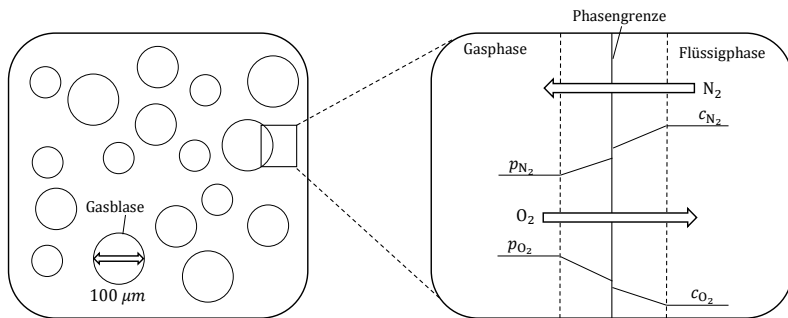 Gasblase
100 μm
Phasengrenze
Gasphase
Flüssigphase
N₂
c_N₂
p_N₂
O₂
p_O₂
c_O₂